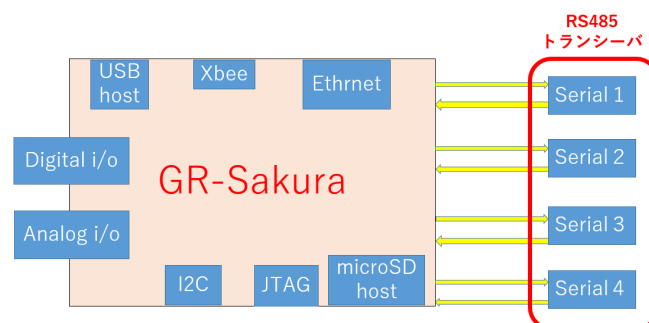 RS485
トランシーバ
USB
host
Xbee
Ethrnet
Serial 1
Digital i/o
Serial 2
GR-Sakura
Analog i/o
Serial 3
I2C
JTAG
microSD
host
Serial 4